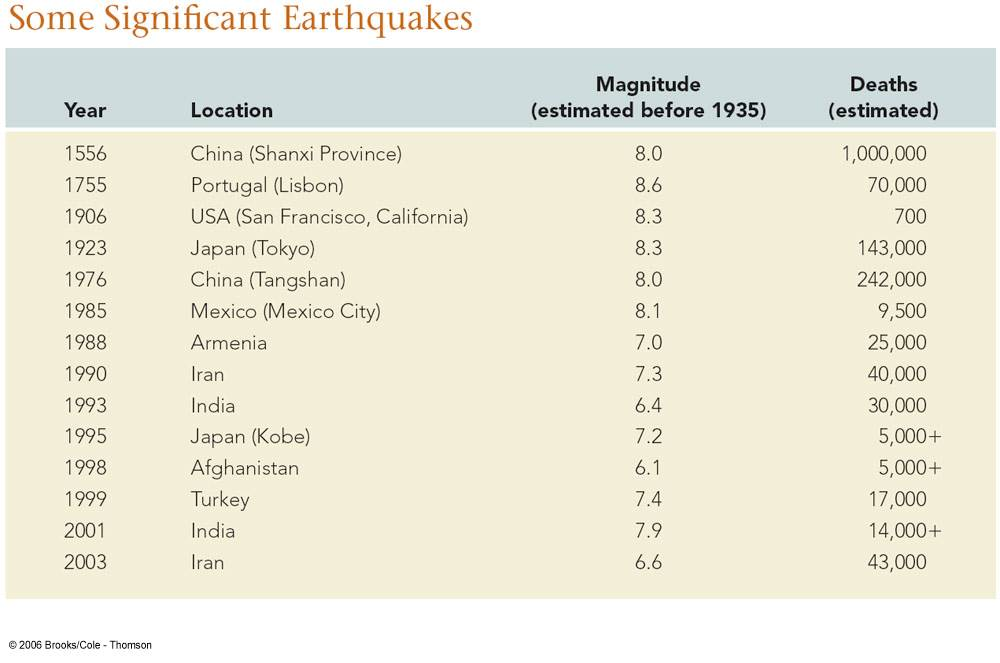 Some Significant Earthquakes
Magnitude Deaths
Year Location (estimated before 1935) (estimated)
1556 China (Shanxi Province) 8.0 1,000,000
1755 Portugal (Lisbon) 8.6 70,000
1906 USA (San Francisco, California) 8.3 700
1923 Japan (Tokyo) 8.3 143,000
1976 China (Tangshan) 8.0 242,000
1985 Mexico (Mexico City) 8.1 9,500
1988 Armenia 7.0 25,000
1990 Iran 7.3 40,000
1993 India 6.4 30,000
1995 Japan (Kobe) 7.2 5,000+
1998 Afghanistan 6.1 5,000+
1999 Turkey 7.4 17,000
2001 India 7.9 14,000+
2003 Iran 6.6 43,000
© 2006 Brooks/Cole - Thomson